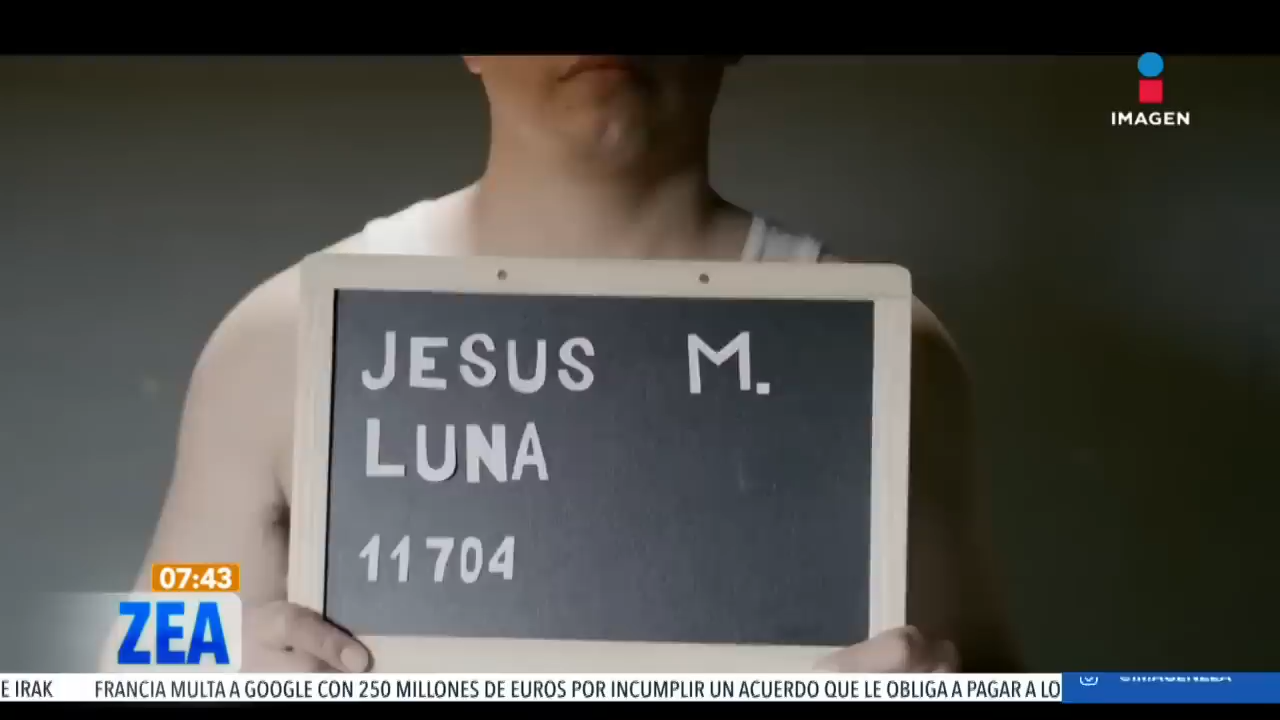 IMAGEN
JESUS M.
LUNA
11704
07:43
ZEA
E IRAK FRANCIA MULTA A GOOGLE CON 250 MILLONES DE EUROS POR INCUMPLIR UN ACUERDO QUE LE OBLIGA A PAGAR A LO